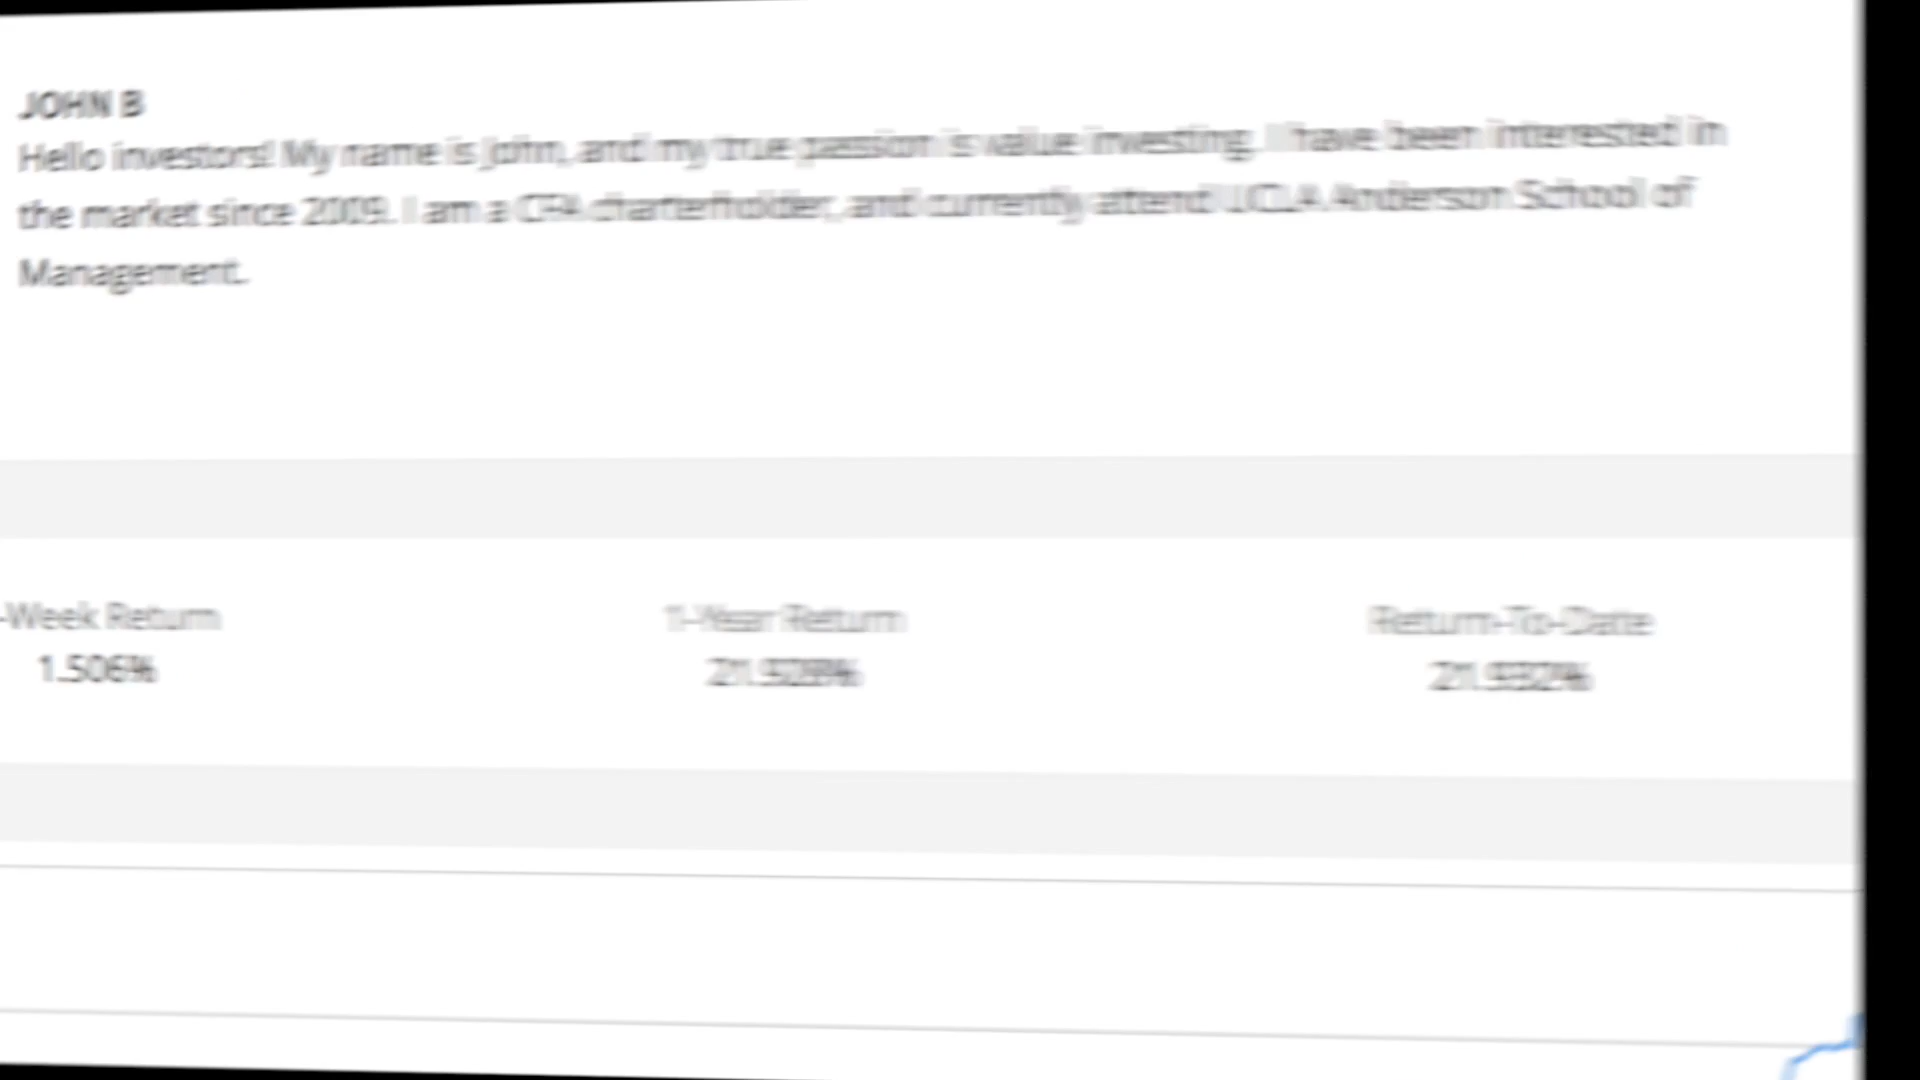 JOHN B
Hello investors! My name is John, and my true passion is value investing. I have been interested in
the market since 2009. I am a CFA charterholder, and currently attend UCLA Anderson School of
Management.
-Week Return 1-Year Return Return-To-Date
1.506% 21.932%